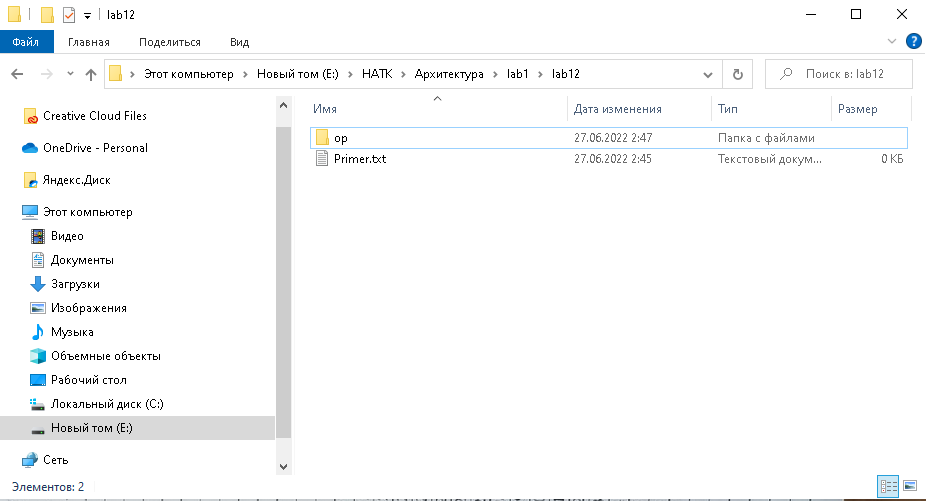 lab12
Файл Главная Поделиться Вид
Этот компьютер Новый том (E:) НАТК Архитектура lab1 lab12 Поиск в: lab12
Имя Дата изменения Тип Размер
Creative Cloud Files
OneDrive - Personal
Яндекс.Диск
Этот компьютер
Видео
Документы
Загрузки
Изображения
Музыка
Объемные объекты
Рабочий стол
Локальный диск (C:)
Новый том (E:)
Сеть
op 27.06.2022 2:47 Папка с файлами
Primer.txt 27.06.2022 2:45 Текстовый докум... 0 КБ
Элементов: 2